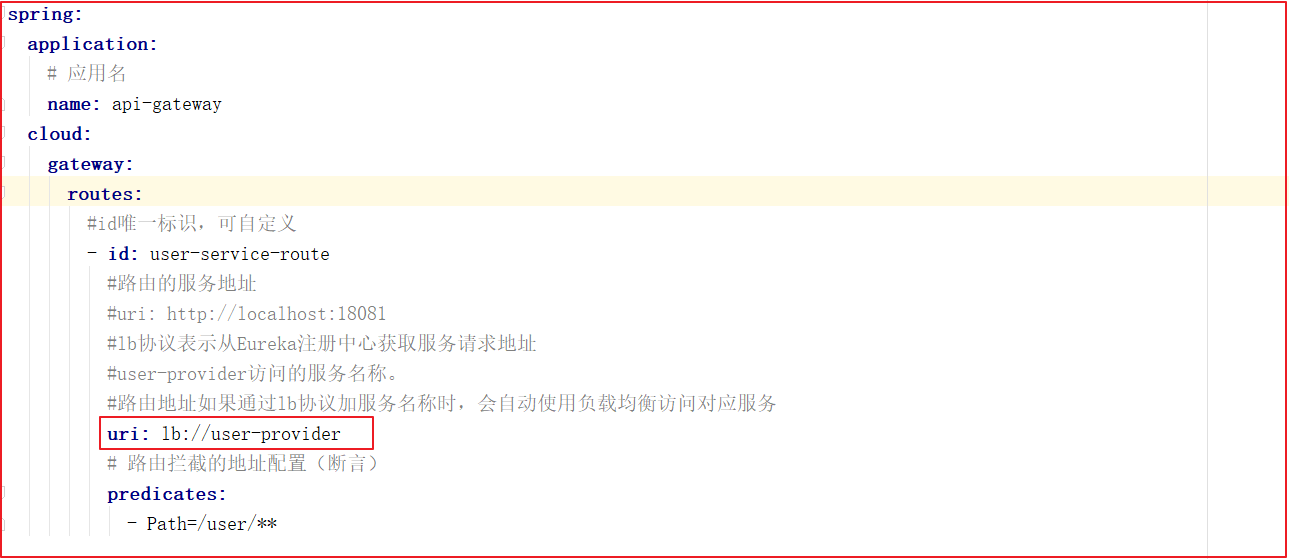 spring:
  application:
    # 应用名
    name: api-gateway
  cloud:
    gateway:
      routes:
        #id唯一标识，可自定义
        - id: user-service-route
          #路由的服务地址
          #uri: http://localhost:18081
          #lb协议表示从Eureka注册中心获取服务请求地址
          #user-provider访问的服务名称。
          #路由地址如果通过lb协议加服务名称时，会自动使用负载均衡访问对应服务
          uri: lb://user-provider
          # 路由拦截的地址配置（断言）
          predicates:
            - Path=/user/**